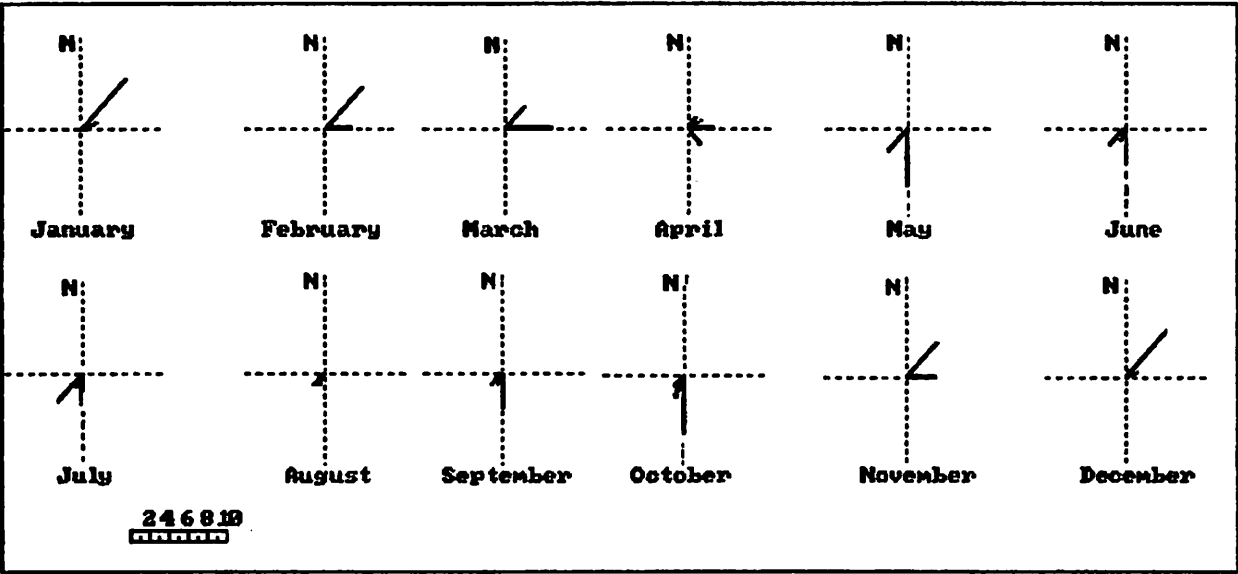 N N N N N N
January February March April May June
N N N N N N
July August September October November December
2 4 6 8 10